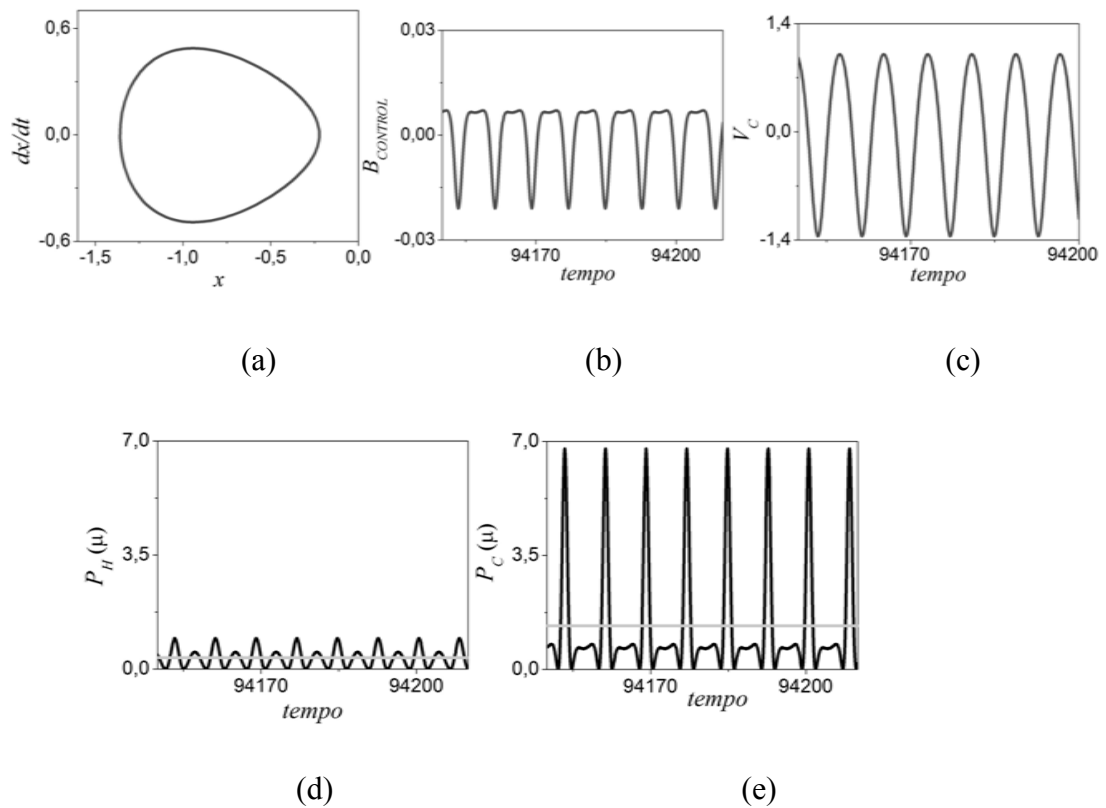 0,6
0,0
-0,6
dx/dt
-1,5 -1,0 -0,5 0,0
x
0,03
0,00
-0,03
B_CONTROL
94170 94200
tempo
1,4
0,0
-1,4
V_C
94170 94200
tempo
(a) (b) (c)
7,0
3,5
0,0
P_H (μ)
94170 94200
tempo
7,0
3,5
0,0
P_C (μ)
94170 94200
tempo
(d) (e)